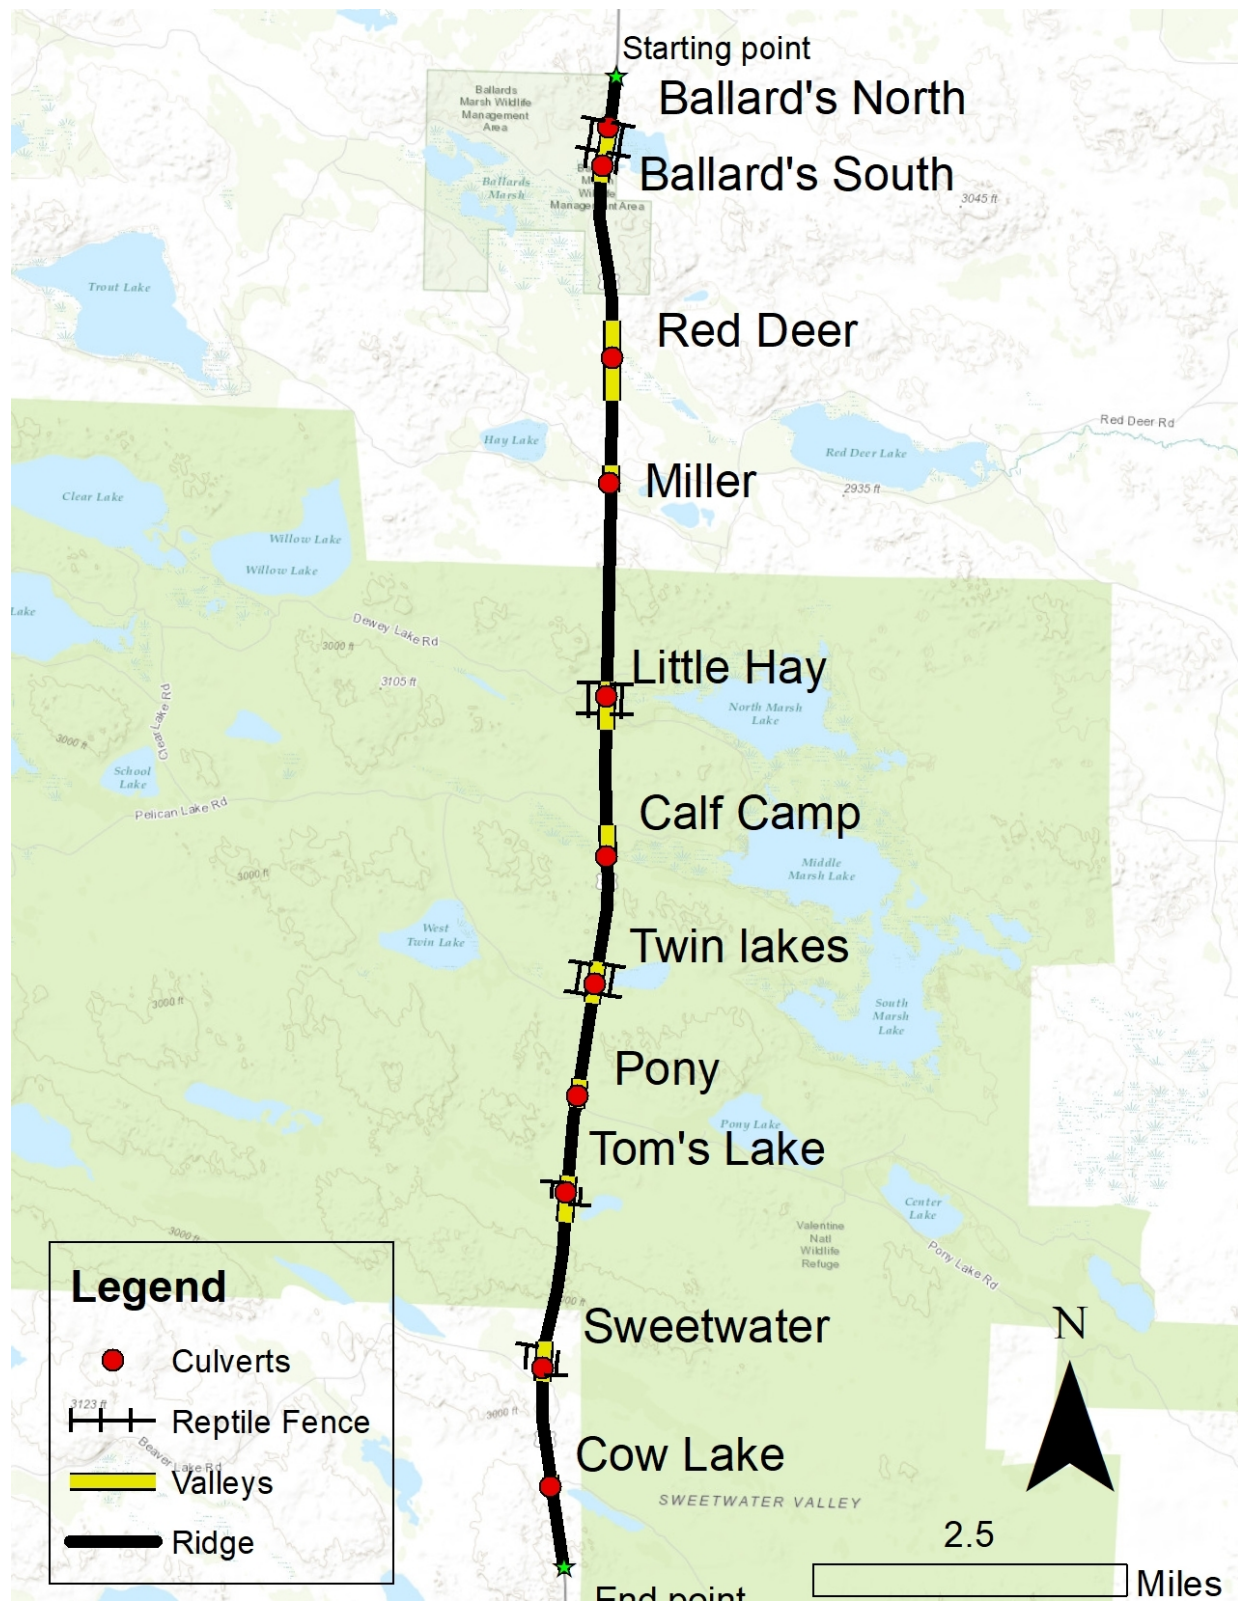 Starting point
Ballard's North
Ballards
Marsh Wildlife
Management
Area
Ballard's South
Ballards
Marsh
Management Area
3045 ft
Trout Lake
Red Deer
Red Deer Rd
Hay Lake
Red Deer Lake
Miller
2935 ft
Clear Lake
Willow Lake
Willow Lake
Lake
Dewey Lake Rd
3000 ft
3105 ft
Little Hay
North Marsh
Lake
Clear Lake Rd
3000 ft
School
Lake
Pelican Lake Rd
Calf Camp
Middle
Marsh Lake
3000 ft
West
Twin Lake
Twin lakes
3000 ft
South
Marsh
Lake
Pony
Pony Lake
Tom's Lake
Center
Lake
Valentine
Natl
Wildlife
Refuge
Pony Lake Rd
3000 ft
Sweetwater
N
Legend
Culverts
Reptile Fence
Valleys
Ridge
3123 ft
Beaver Lake Rd
3000 ft
Cow Lake
SWEETWATER VALLEY
2.5
Miles
End point